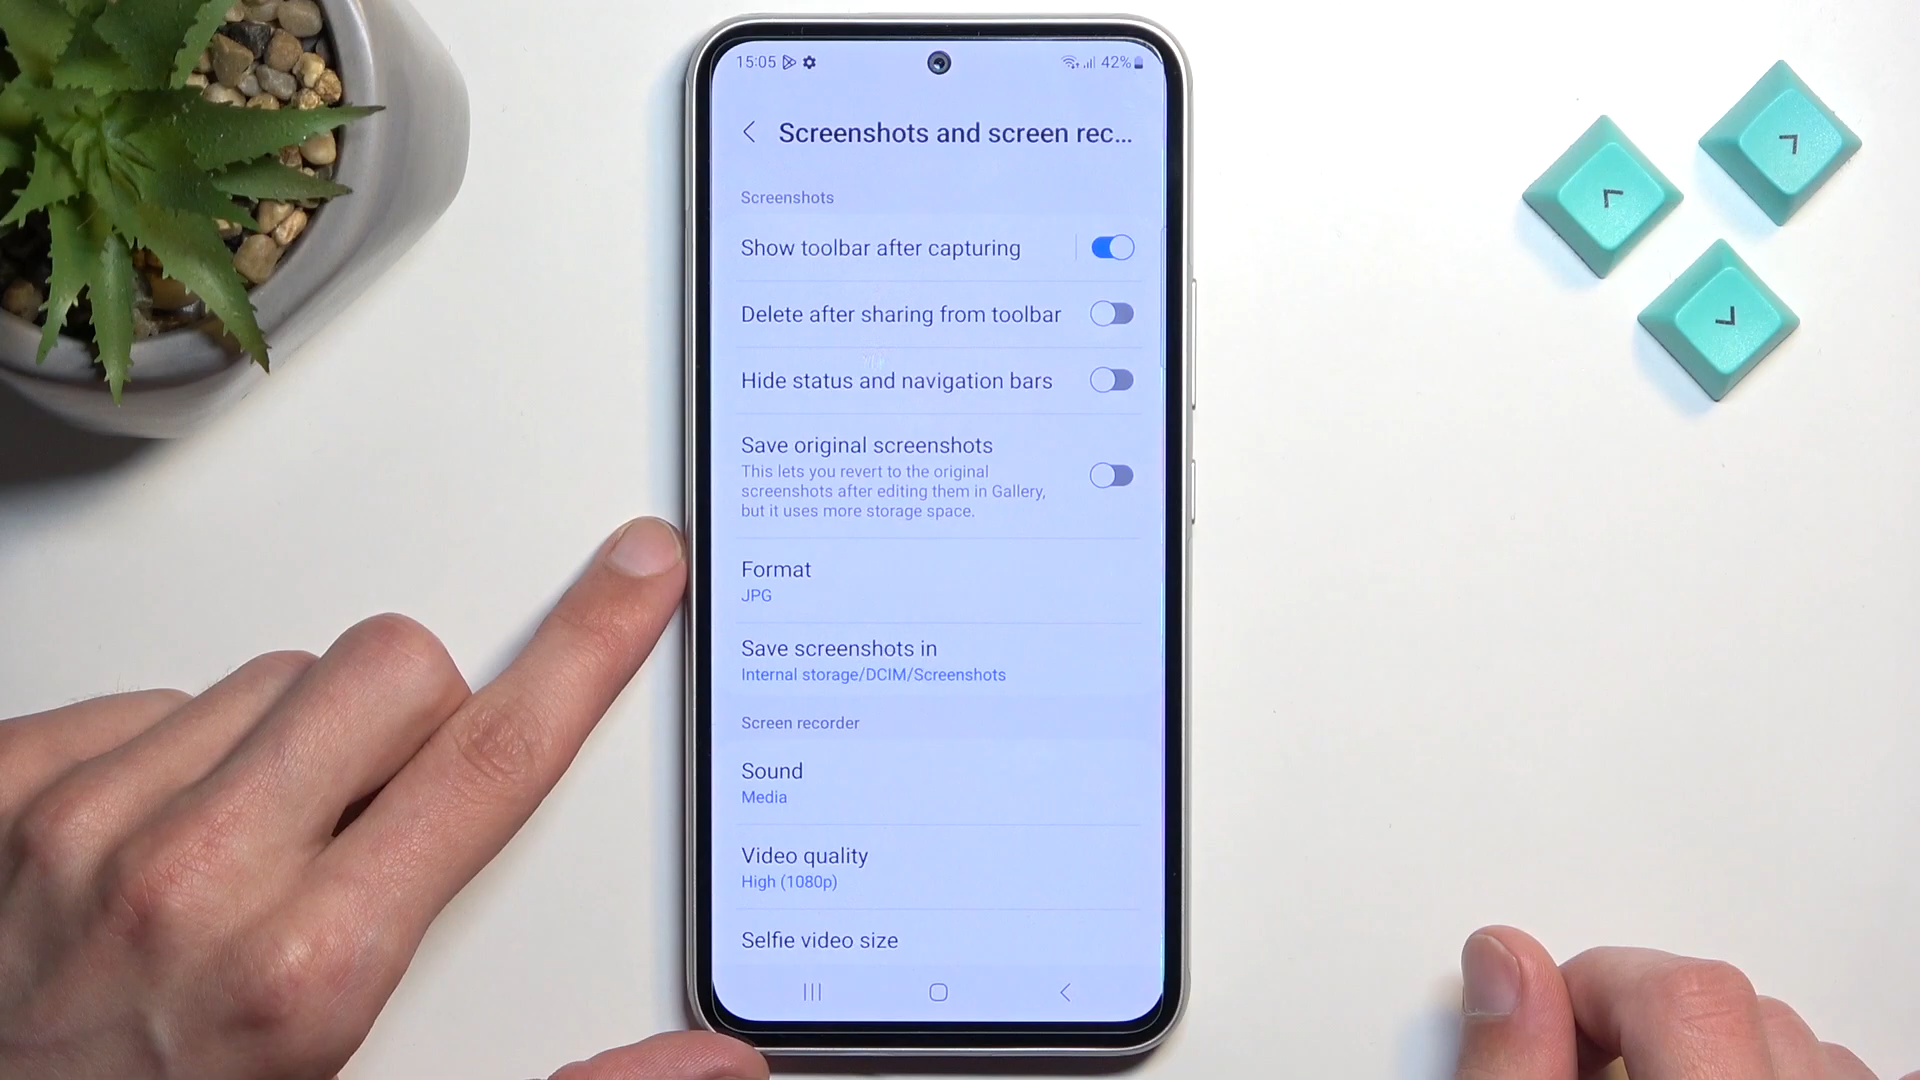 15:05 42%
Screenshots and screen rec...
Screenshots
Show toolbar after capturing
Delete after sharing from toolbar
Hide status and navigation bars
Save original screenshots
This lets you revert to the original
screenshots after editing them in Gallery,
but it uses more storage space.
Format
JPG
Save screenshots in
Internal storage/DCIM/Screenshots
Screen recorder
Sound
Media
Video quality
High (1080p)
Selfie video size